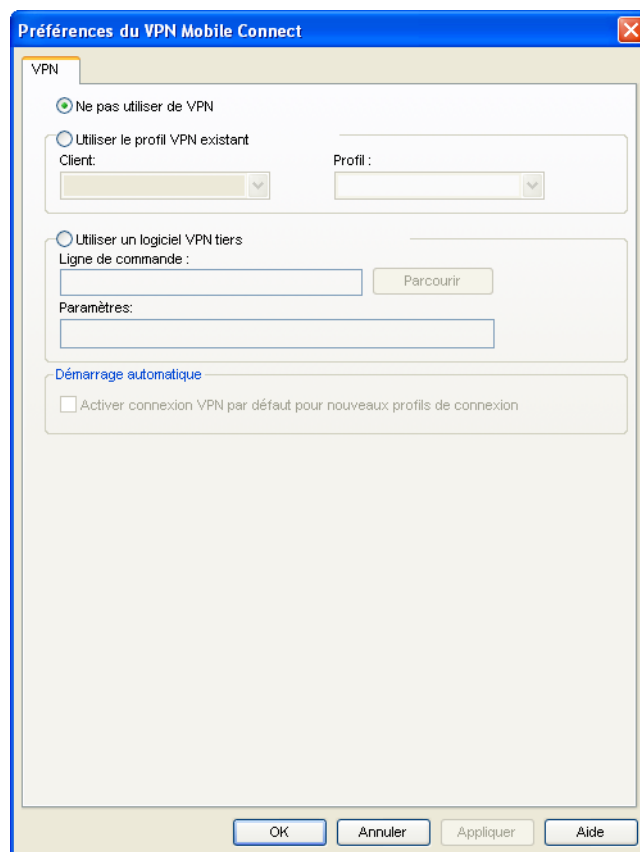 Préférences du VPN Mobile Connect
VPN
Ne pas utiliser de VPN
Utiliser le profil VPN existant
Client: Profil :
Utiliser un logiciel VPN tiers
Ligne de commande :
Parcourir
Paramètres:
Démarrage automatique
Activer connexion VPN par défaut pour nouveaux profils de connexion
OK Annuler Appliquer Aide